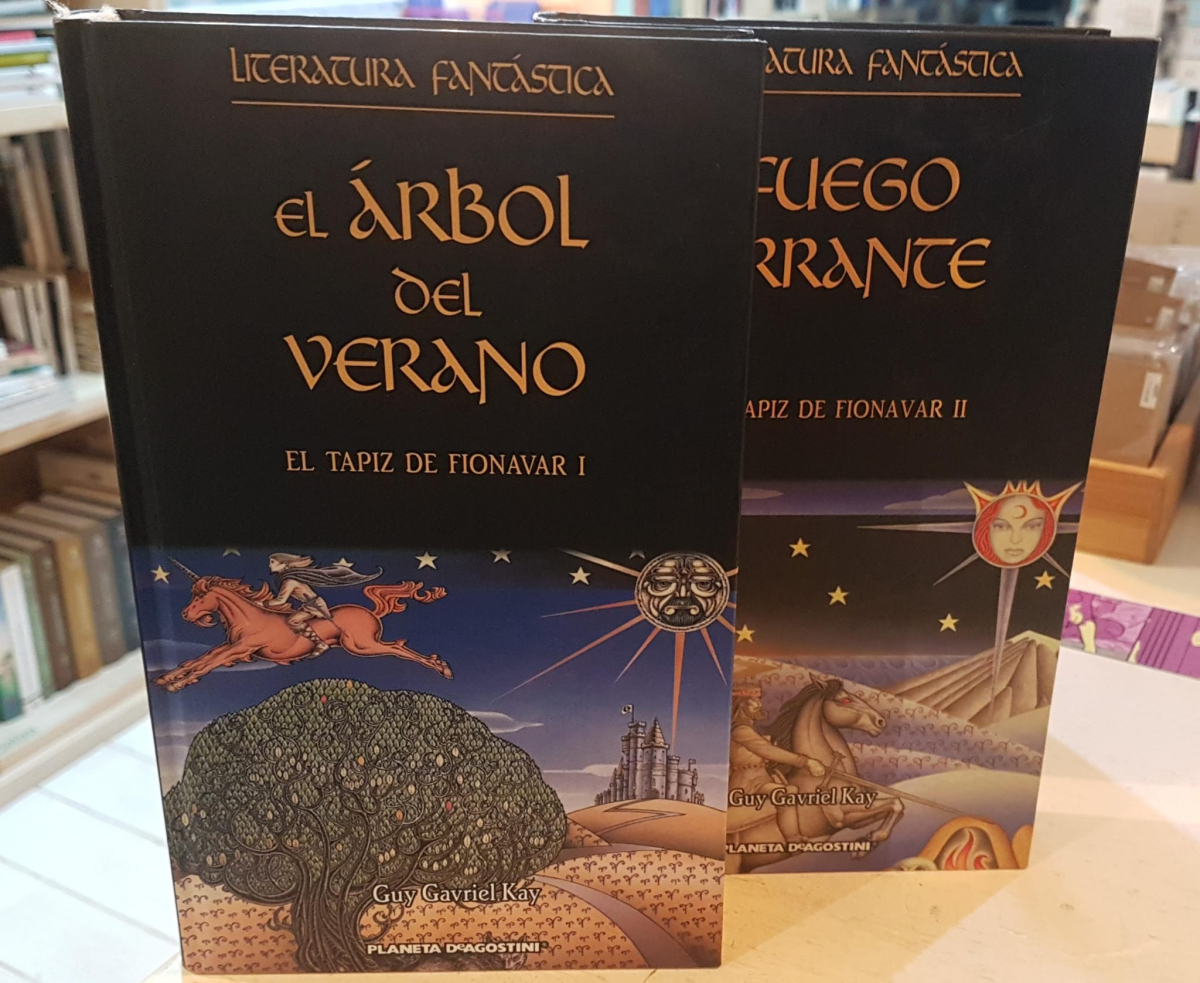 LITERATURA FANTÁSTICA
EL ÁRBOL
DEL
VERANO
EL TAPIZ DE FIONAVAR I
Guy Gavriel Kay
PLANETA DeAGOSTINI
ATURA FANTÁSTICA
FUEGO
RRANTE
APIZ DE FIONAVAR II
Guy Gavriel Kay
PLANETA DeAGOSTINI